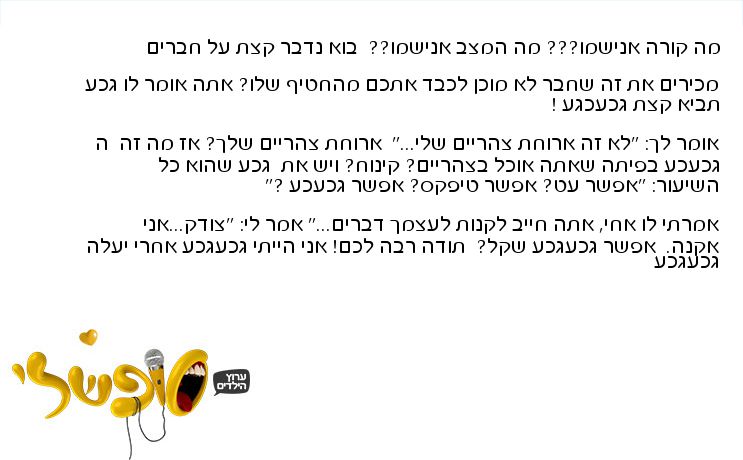 מה קורה אנישמו??? מה המצב אנישמו?? בוא נדבר קצת על חברים
מכירים את זה שחבר לא מוכן לכבד אתכם מהחטיף שלו? אתה אומר לו גכע
תביא קצת גכעכגע !
אומר לך: "לא זה ארוחת צהריים שלי..." ארוחת צהריים שלך? אז מה זה ה
גכעכע בפיתה שאתה אוכל בצהריים? קינוח? ויש את גכע שהוא כל
השיעור: "אפשר עט? אפשר טיפקס? אפשר גכעכע ?"
אמרתי לו אחי, אתה חייב לקנות לעצמך דברים..." אמר לי: "צודק...אני
אקנה. אפשר גכעגכע שקל? תודה רבה לכם! אני הייתי גכעגכע אחרי יעלה
גכעגכע
סופשלי
ערוץ
הילדים